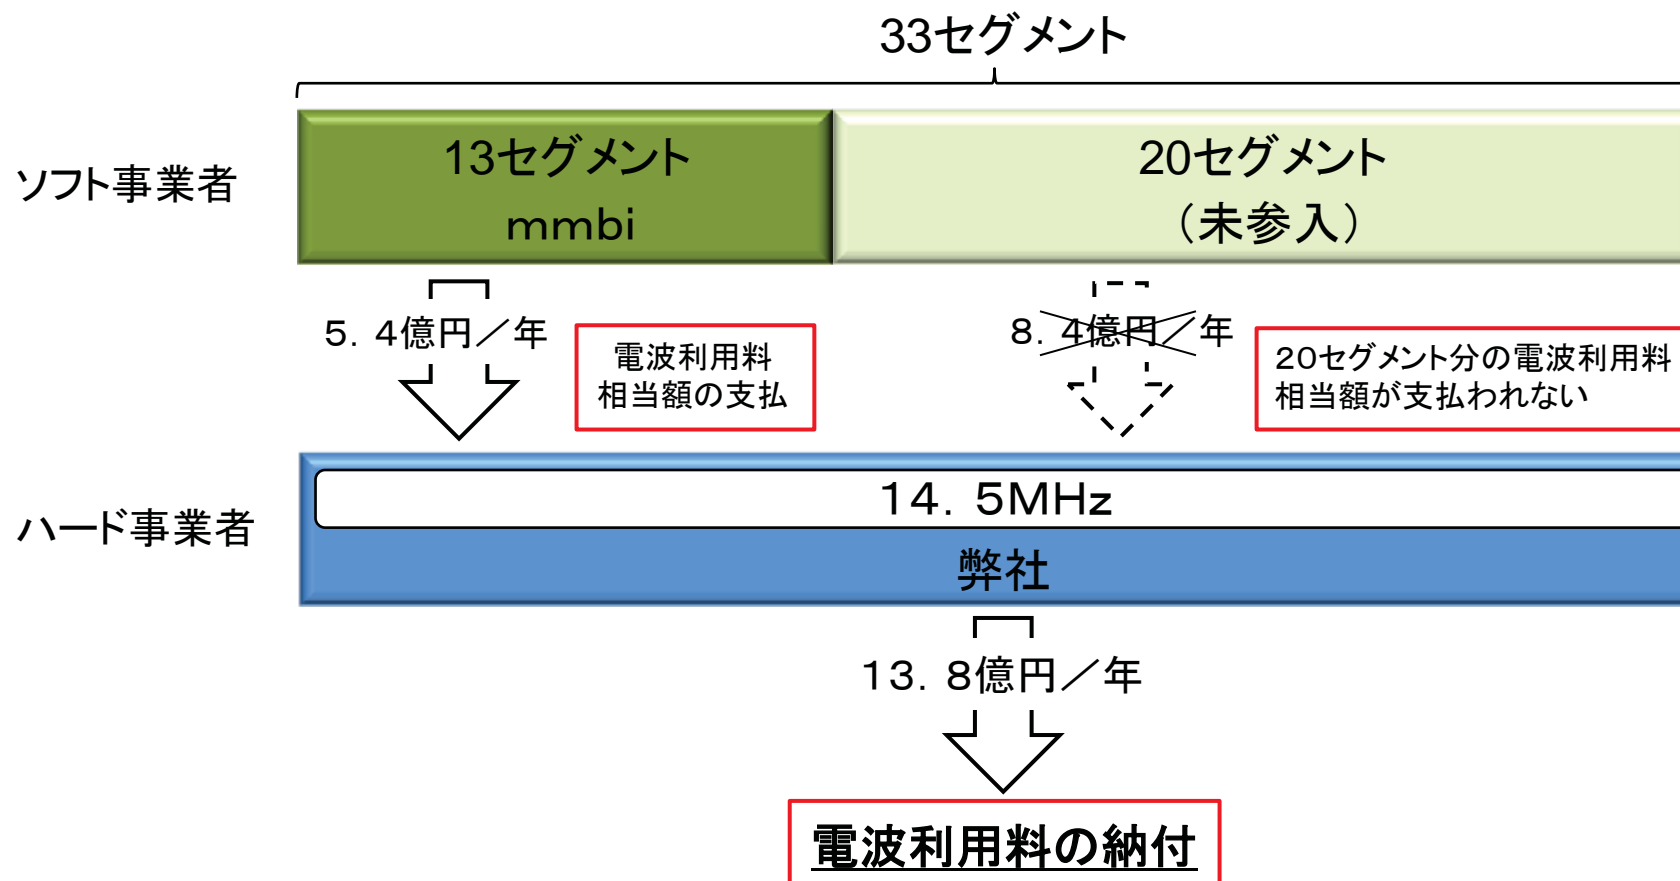 33セグメント
ソフト事業者
13セグメント
mmbi
20セグメント
（未参入）
５．４億円／年
電波利用料
相当額の支払
８．４億円／年
２０セグメント分の電波利用料
相当額が支払われない
ハード事業者
１４．５MHz
弊社
１３．８億円／年
電波利用料の納付